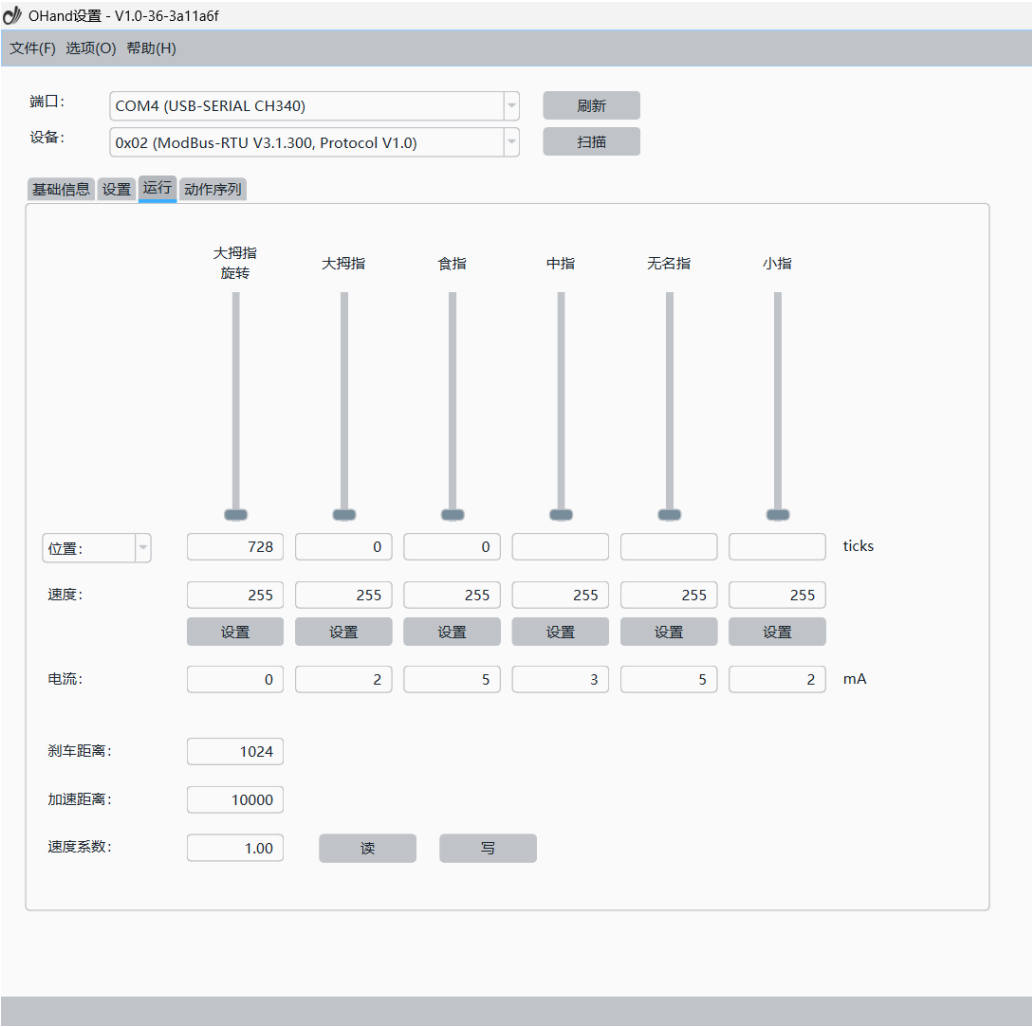 OHand设置 - V1.0-36-3a11a6f
文件(F) 选项(O) 帮助(H)
端口： COM4 (USB-SERIAL CH340) 刷新
设备： 0x02 (ModBus-RTU V3.1.300, Protocol V1.0) 扫描
基础信息 设置 运行 动作序列
大拇指
旋转 大拇指 食指 中指 无名指 小指
位置： 728 0 0 ticks
速度： 255 255 255 255 255 255
设置 设置 设置 设置 设置 设置
电流： 0 2 5 3 5 2 mA
刹车距离： 1024
加速距离： 10000
速度系数： 1.00 读 写